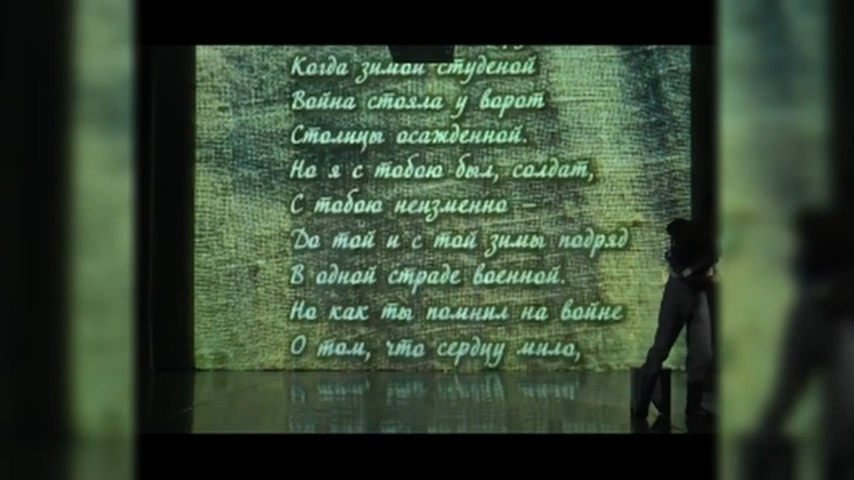 Когда зимой студеной
Война стояла у ворот
Столицы осажденной.
Но я с тобою был, солдат,
С тобою неизменно –
До той и с той зимы подряд
В одной страде военной.
Но как ты помнил на войне
О том, что сердцу мило,